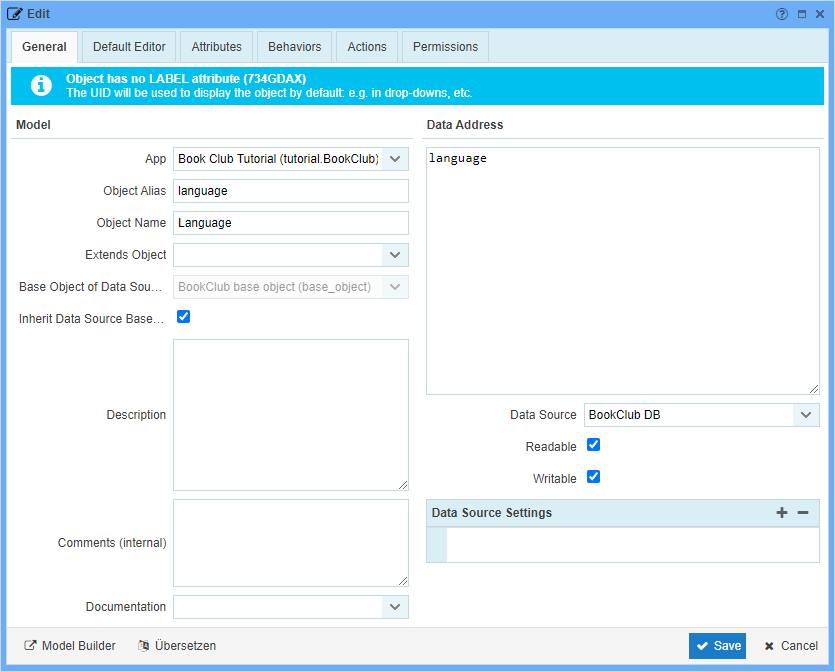 Edit
General
Default Editor
Attributes
Behaviors
Actions
Permissions
Object has no LABEL attribute (734GDAX)
The UID will be used to display the object by default: e.g. in drop-downs, etc.
Model
App
Book Club Tutorial (tutorial.BookClub)
Object Alias
language
Object Name
Language
Extends Object
Base Object of Data Sou...
BookClub base object (base_object)
Inherit Data Source Base...
Description
Comments (internal)
Documentation
Data Address
language
Data Source
BookClub DB
Readable
Writable
Data Source Settings
Model Builder
Übersetzen
Save
Cancel